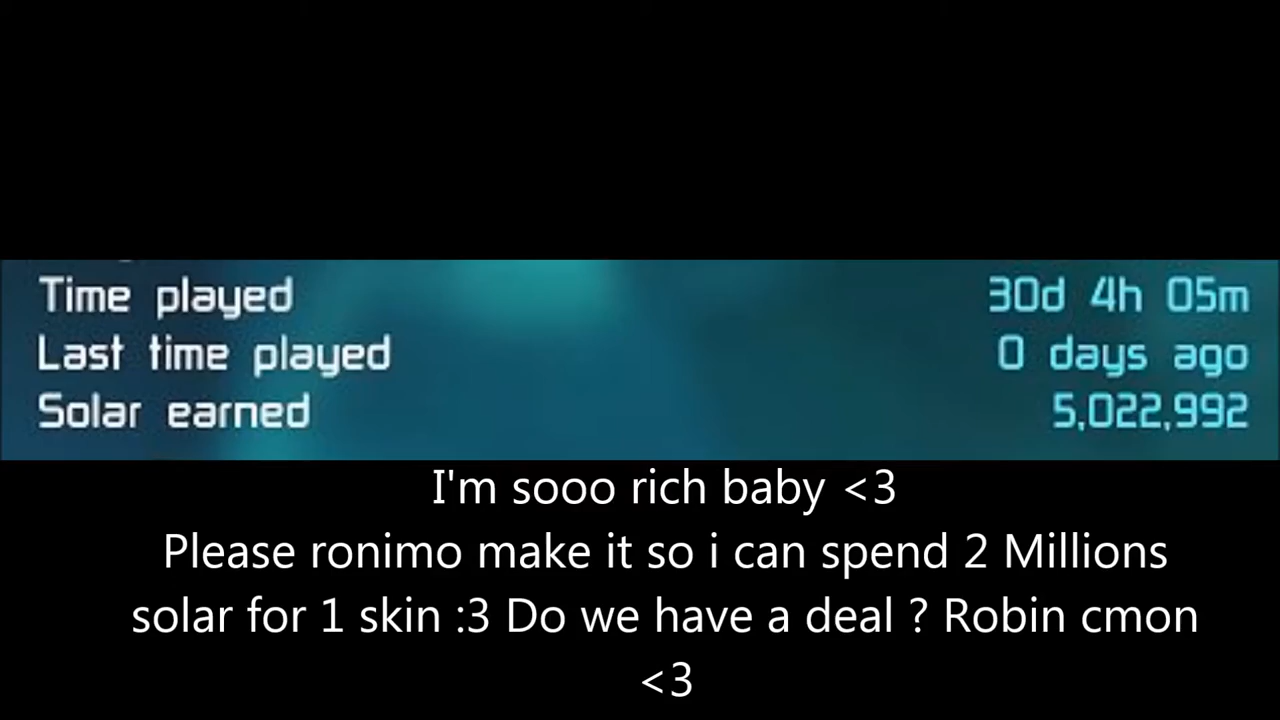 Time played 30d 4h 05m
Last time played 0 days ago
Solar earned 5,022,992
I'm sooo rich baby <3
Please ronimo make it so i can spend 2 Millions
solar for 1 skin :3 Do we have a deal ? Robin cmon
<3